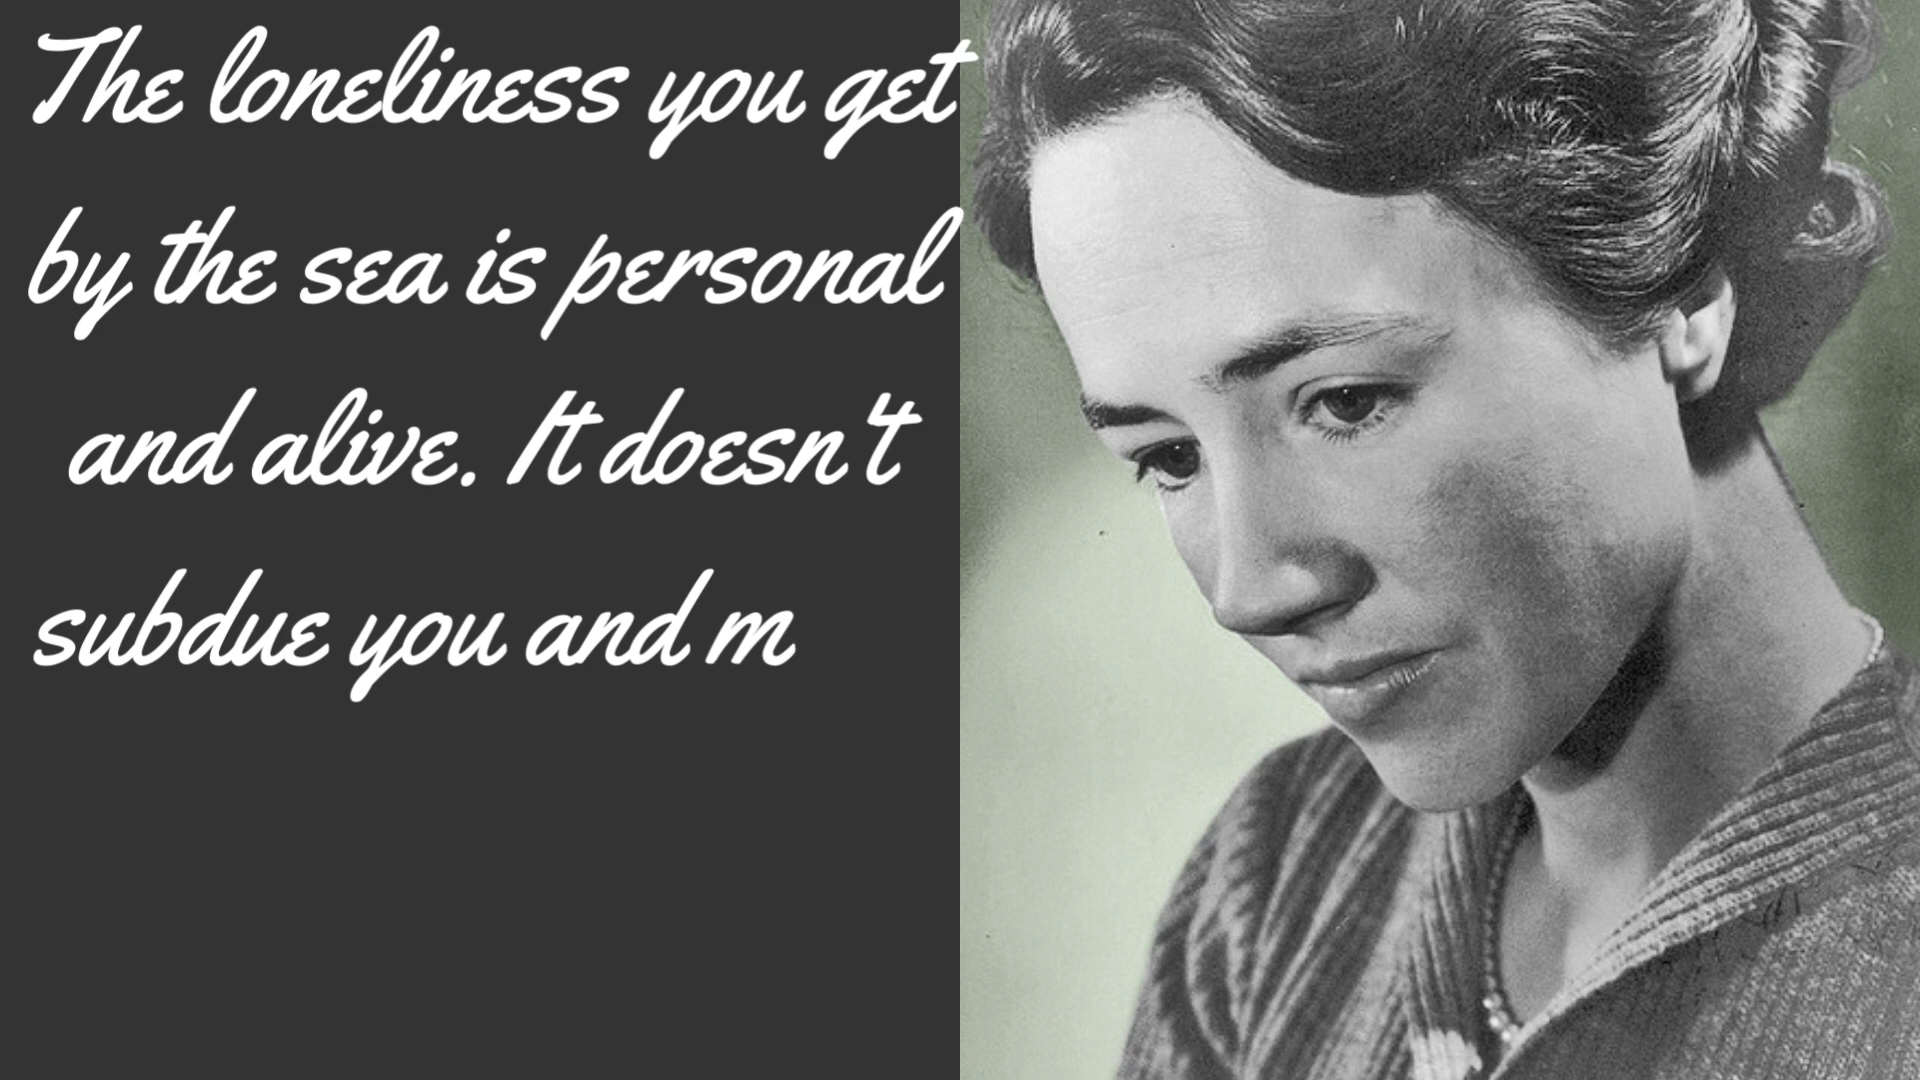 The loneliness you get
by the sea is personal
and alive. It doesn't
subdue you and m